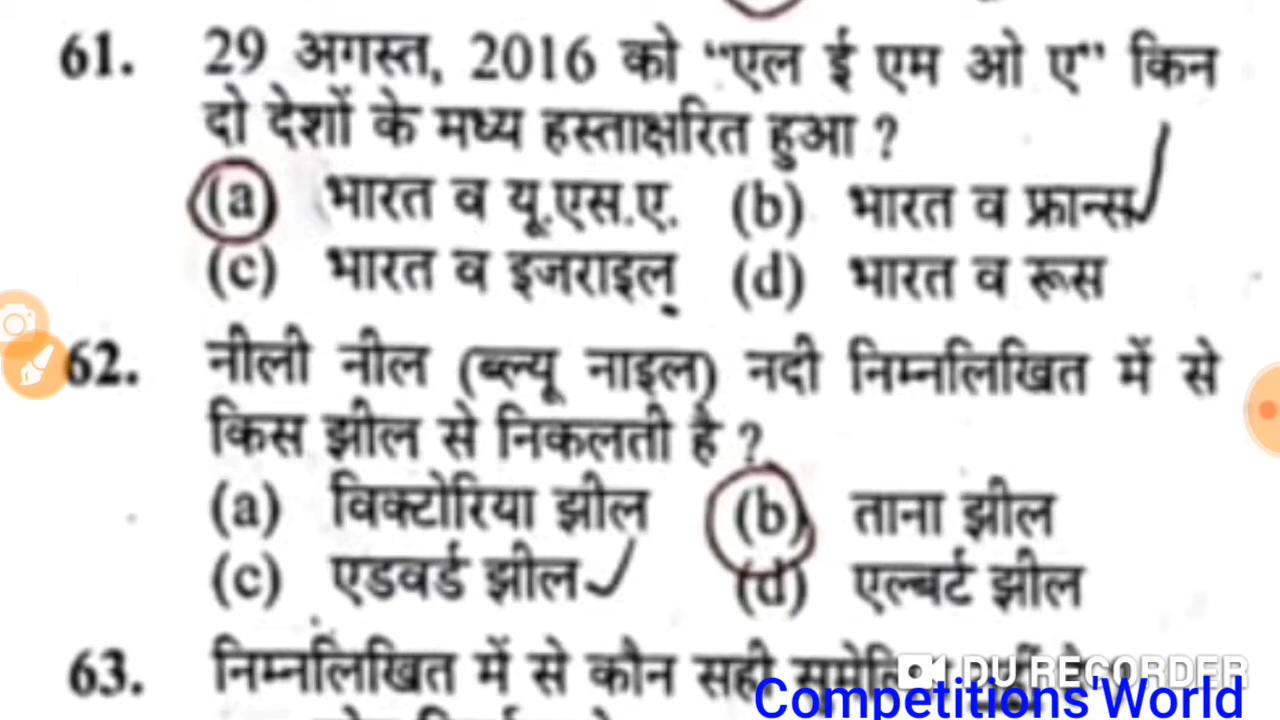 61. 29 अगस्त, 2016 को “एल ई एम ओ ए” किन
दो देशों के मध्य हस्ताक्षरित हुआ ?
(a) भारत व यू.एस.ए. (b) भारत व फ्रान्स
(c) भारत व इजराइल (d) भारत व रूस
62. नीली नील (ब्ल्यू नाइल) नदी निम्नलिखित में से
किस झील से निकलती है ?
(a) विक्टोरिया झील (b) ताना झील
(c) एडवर्ड झील (d) एल्बर्ट झील
63. निम्नलिखित में से कौन सही
DU RECORDER
Competitions'World